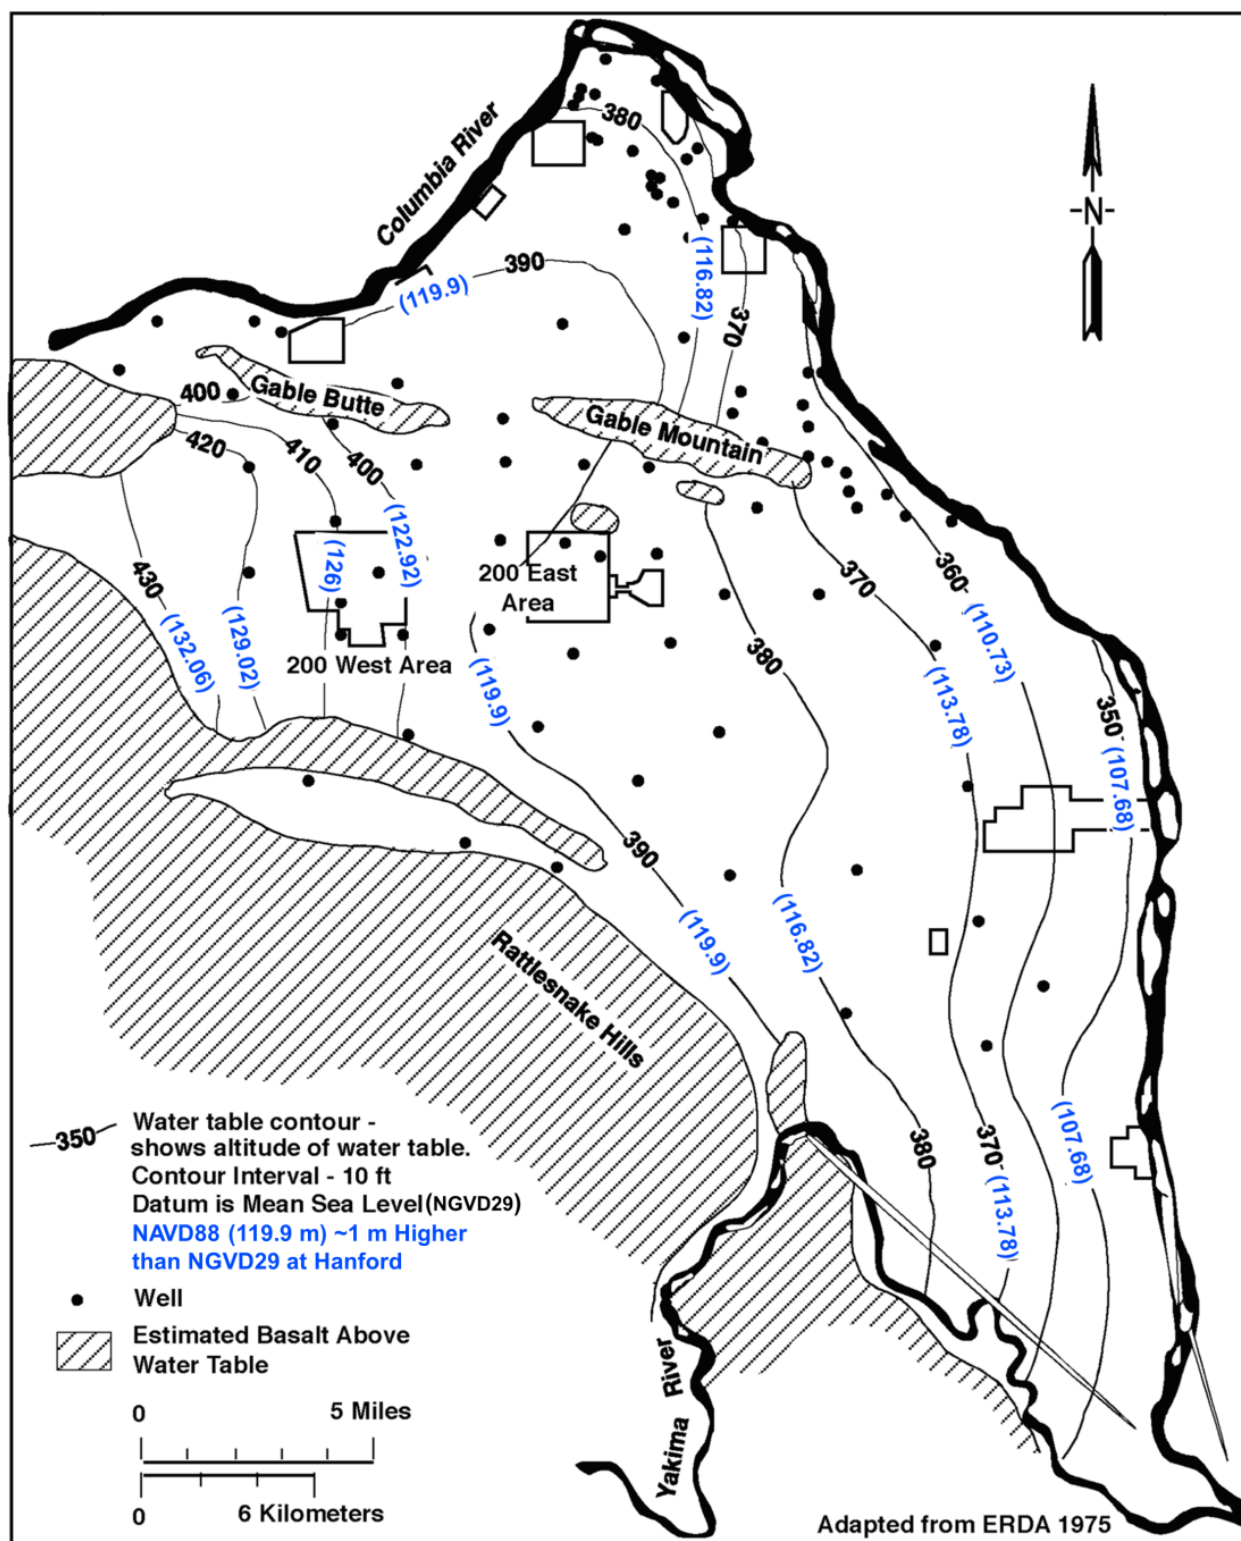 380
Columbia River
-N-
390
(119.9)
(116.82)
370
400
Gable Butte
Gable Mountain
420
410
400
(122.92)
(126)
430
(132.06)
(129.02)
200 East
Area
200 West Area
(119.9)
370
360
(110.73)
(113.78)
380
350
(107.68)
390
(119.9)
(116.82)
Rattlesnake Hills
350
Water table contour -
shows altitude of water table.
Contour Interval - 10 ft
Datum is Mean Sea Level (NGVD29)
NAVD88 (119.9 m) ~1 m Higher
than NGVD29 at Hanford
380
370
(113.78)
(107.68)
Well
Estimated Basalt Above
Water Table
0 5 Miles
0 6 Kilometers
Yakima River
Adapted from ERDA 1975